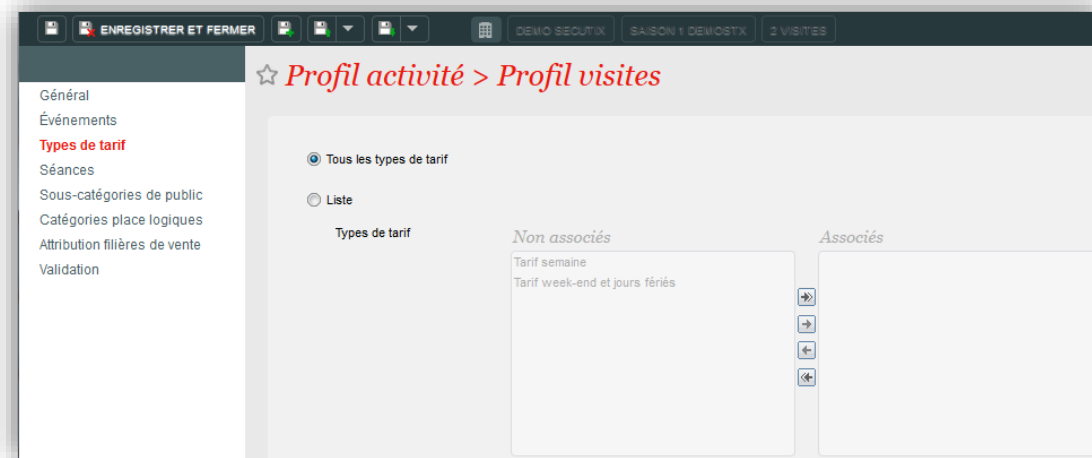 ENREGISTRER ET FERMER DEMO SECUTIX SAISON 1 DEMOSTX 2 VISITES
Profil activité > Profil visites
Général
Événements
Types de tarif
Séances
Sous-catégories de public
Catégories place logiques
Attribution filières de vente
Validation
Tous les types de tarif
Liste
Types de tarif
Non associés
Associés
Tarif semaine
Tarif week-end et jours fériés